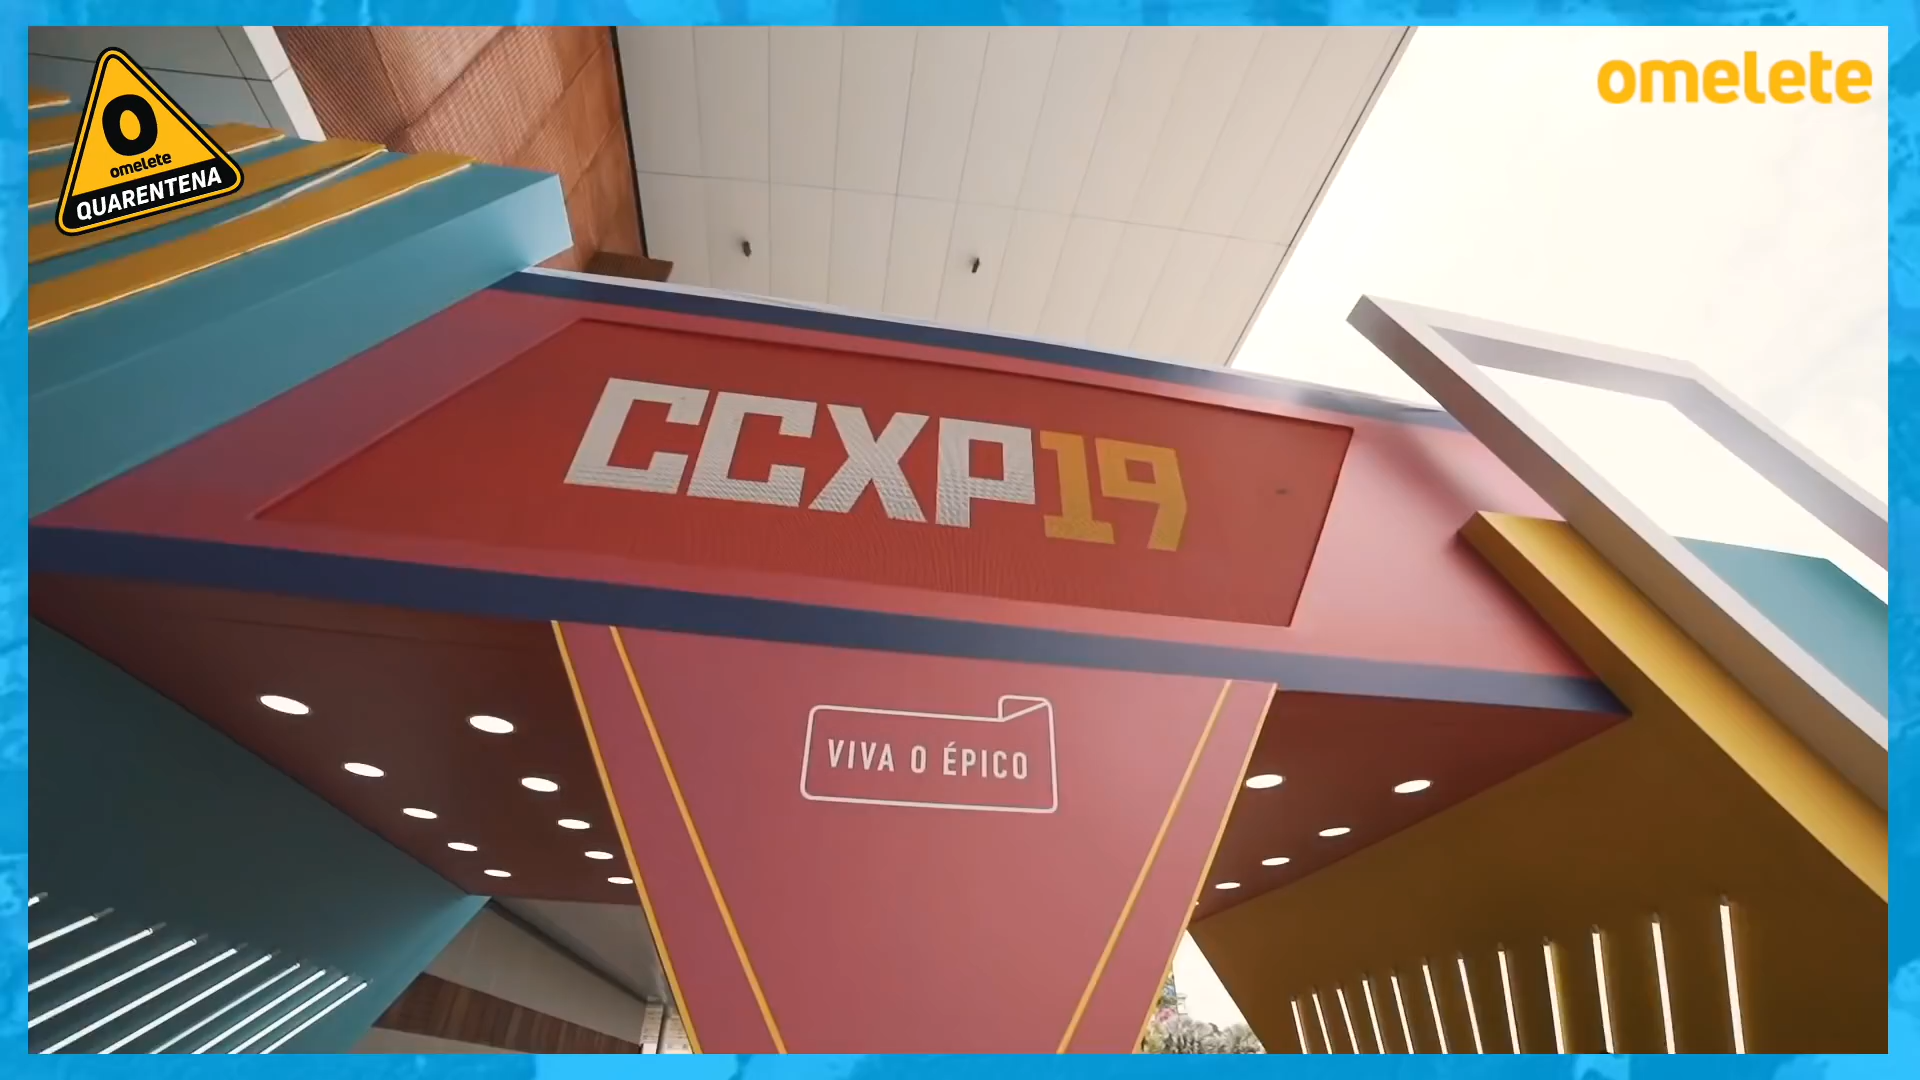 omelete
O
omelete
QUARENTENA
CCXP19
VIVA O ÉPICO